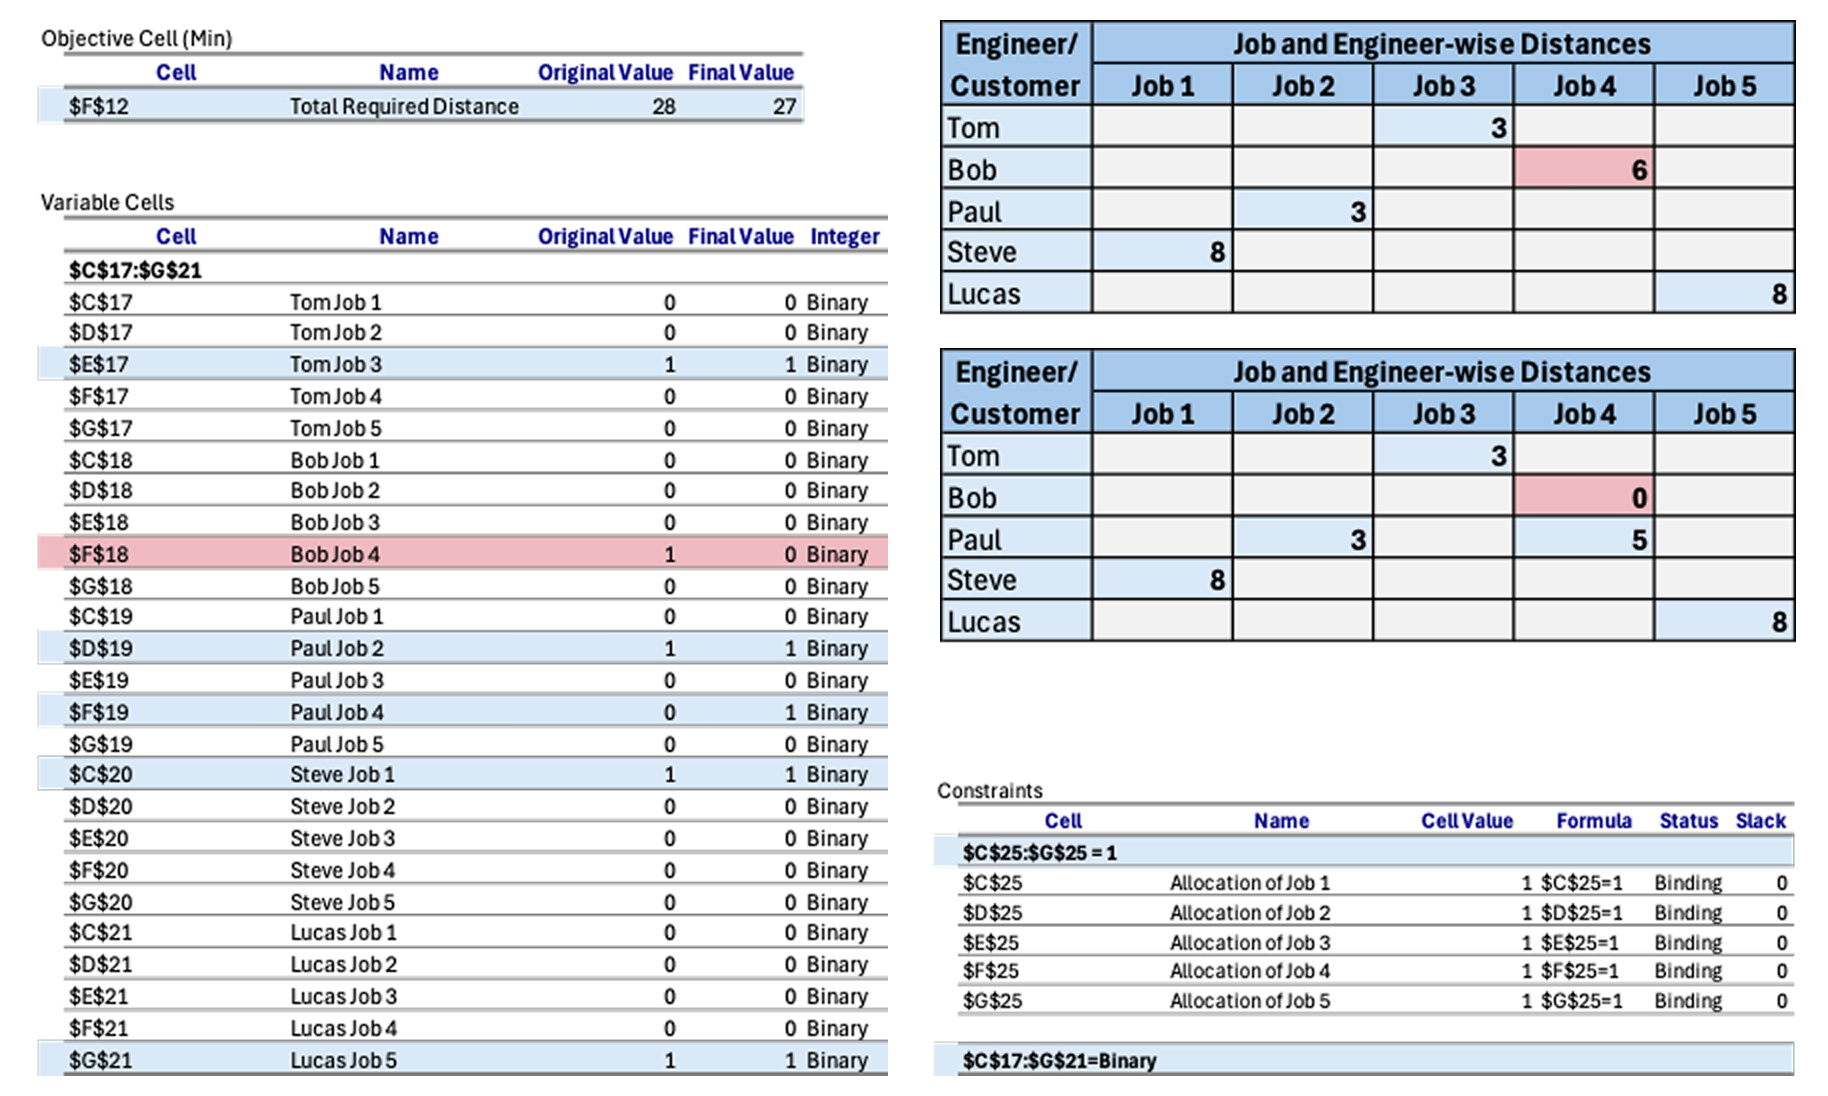 Objective Cell (Min)
Cell Name Original Value Final Value
$F$12 Total Required Distance 28 27
Variable Cells
Cell Name Original Value Final Value Integer
$C$17:$G$21
$C$17 Tom Job 1 0 0 Binary
$D$17 Tom Job 2 0 0 Binary
$E$17 Tom Job 3 1 1 Binary
$F$17 Tom Job 4 0 0 Binary
$G$17 Tom Job 5 0 0 Binary
$C$18 Bob Job 1 0 0 Binary
$D$18 Bob Job 2 0 0 Binary
$E$18 Bob Job 3 0 0 Binary
$F$18 Bob Job 4 1 0 Binary
$G$18 Bob Job 5 0 0 Binary
$C$19 Paul Job 1 0 0 Binary
$D$19 Paul Job 2 1 1 Binary
$E$19 Paul Job 3 0 0 Binary
$F$19 Paul Job 4 0 1 Binary
$G$19 Paul Job 5 0 0 Binary
$C$20 Steve Job 1 1 1 Binary
$D$20 Steve Job 2 0 0 Binary
$E$20 Steve Job 3 0 0 Binary
$F$20 Steve Job 4 0 0 Binary
$G$20 Steve Job 5 0 0 Binary
$C$21 Lucas Job 1 0 0 Binary
$D$21 Lucas Job 2 0 0 Binary
$E$21 Lucas Job 3 0 0 Binary
$F$21 Lucas Job 4 0 0 Binary
$G$21 Lucas Job 5 1 1 Binary
Engineer/ Job and Engineer-wise Distances
Customer Job 1 Job 2 Job 3 Job 4 Job 5
Tom 3
Bob 6
Paul 3
Steve 8
Lucas 8
Engineer/ Job and Engineer-wise Distances
Customer Job 1 Job 2 Job 3 Job 4 Job 5
Tom 3
Bob 0
Paul 3 5
Steve 8
Lucas 8
Constraints
Cell Name Cell Value Formula Status Slack
$C$25:$G$25 = 1
$C$25 Allocation of Job 1 1 $C$25=1 Binding 0
$D$25 Allocation of Job 2 1 $D$25=1 Binding 0
$E$25 Allocation of Job 3 1 $E$25=1 Binding 0
$F$25 Allocation of Job 4 1 $F$25=1 Binding 0
$G$25 Allocation of Job 5 1 $G$25=1 Binding 0
$C$17:$G$21=Binary